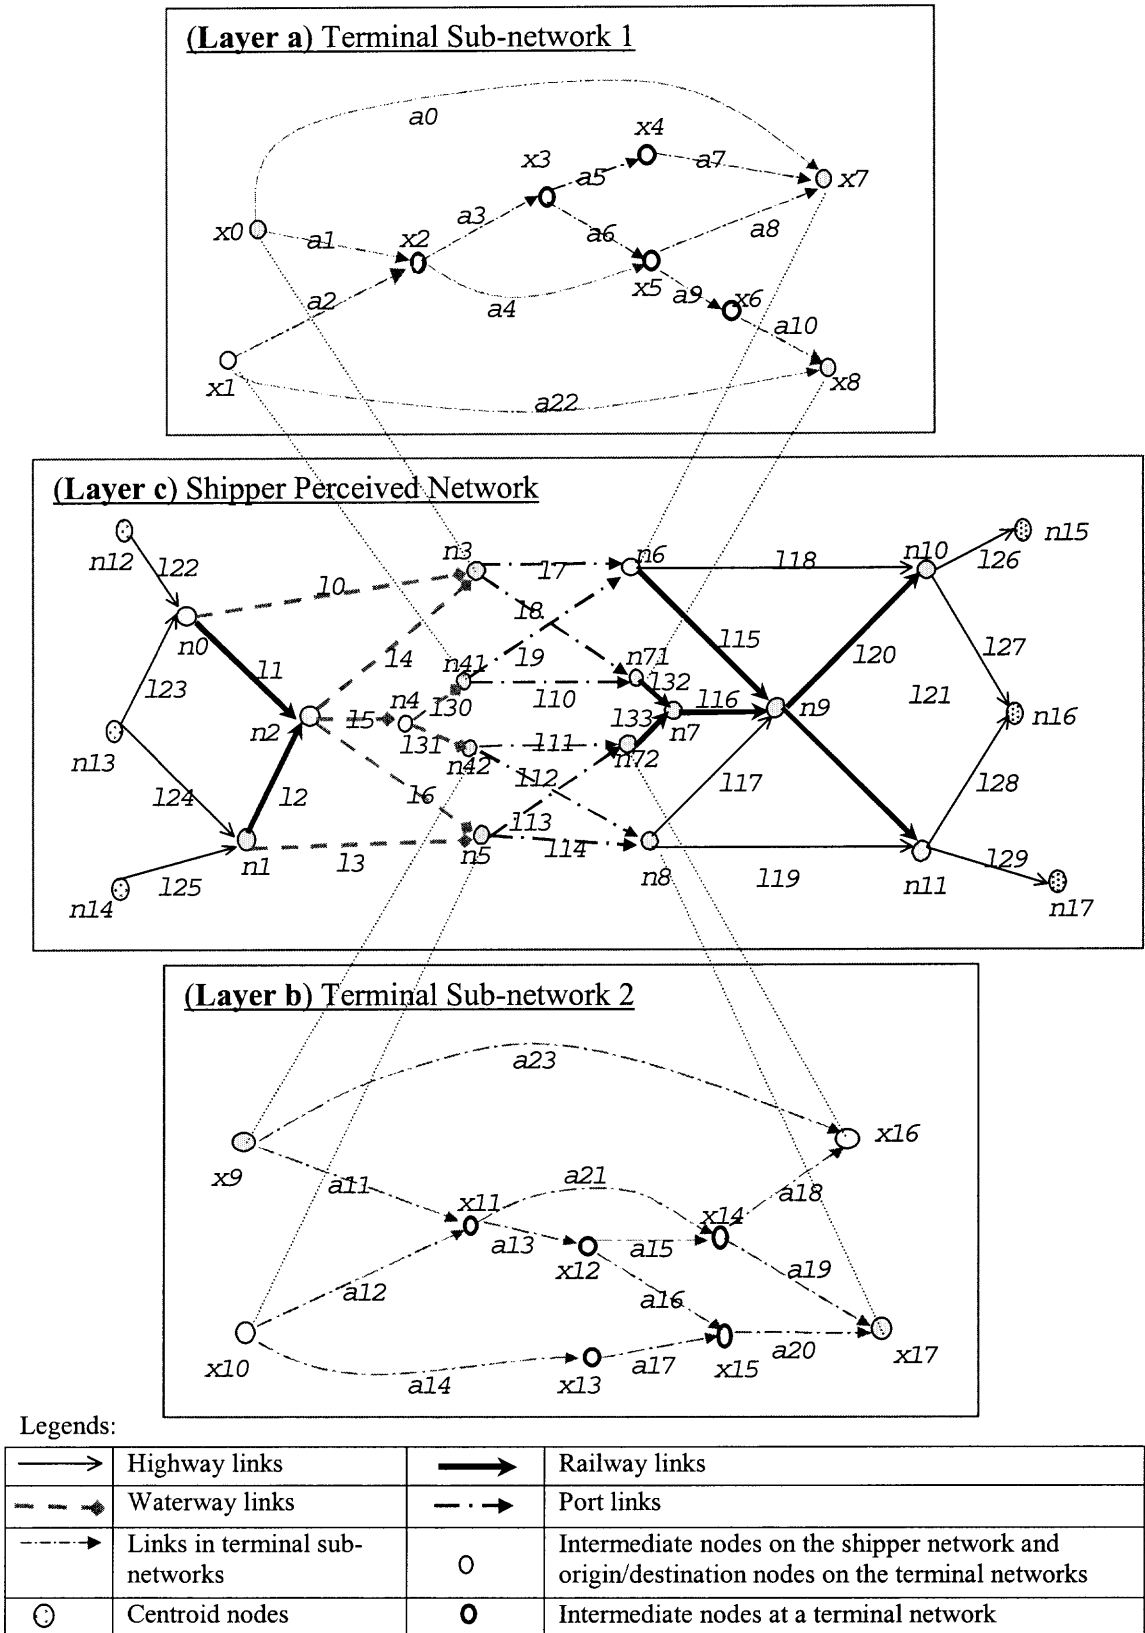 (Layer a) Terminal Sub-network 1
a0
x4
x3
a7
a5
x7
a3
x0
a1
x2
a6
a8
x5
a9
x6
a2
a4
a10
x1
x8
a22
(Layer c) Shipper Perceived Network
n12
l22
n3
l7
n6
l18
n10
l26
n15
l0
l8
n0
l15
l27
l1
l4
n41
l9
n71
l20
l23
l32
l10
l16
l21
n2
l5
n4
l30
l33
n7
n9
n16
l31
l11
n13
n42
n72
l12
l17
l28
l24
l2
l6
l13
n1
l3
n5
l14
n8
l19
n11
l29
n14
l25
n17
(Layer b) Terminal Sub-network 2
a23
x16
x9
a11
a21
a18
x11
x14
a13
a15
x12
a19
a12
a16
x10
a14
x13
a17
x15
a20
x17
Legends:
Highway links
Railway links
Waterway links
Port links
Links in terminal sub-
networks
Intermediate nodes on the shipper network and
origin/destination nodes on the terminal networks
Centroid nodes
Intermediate nodes at a terminal network